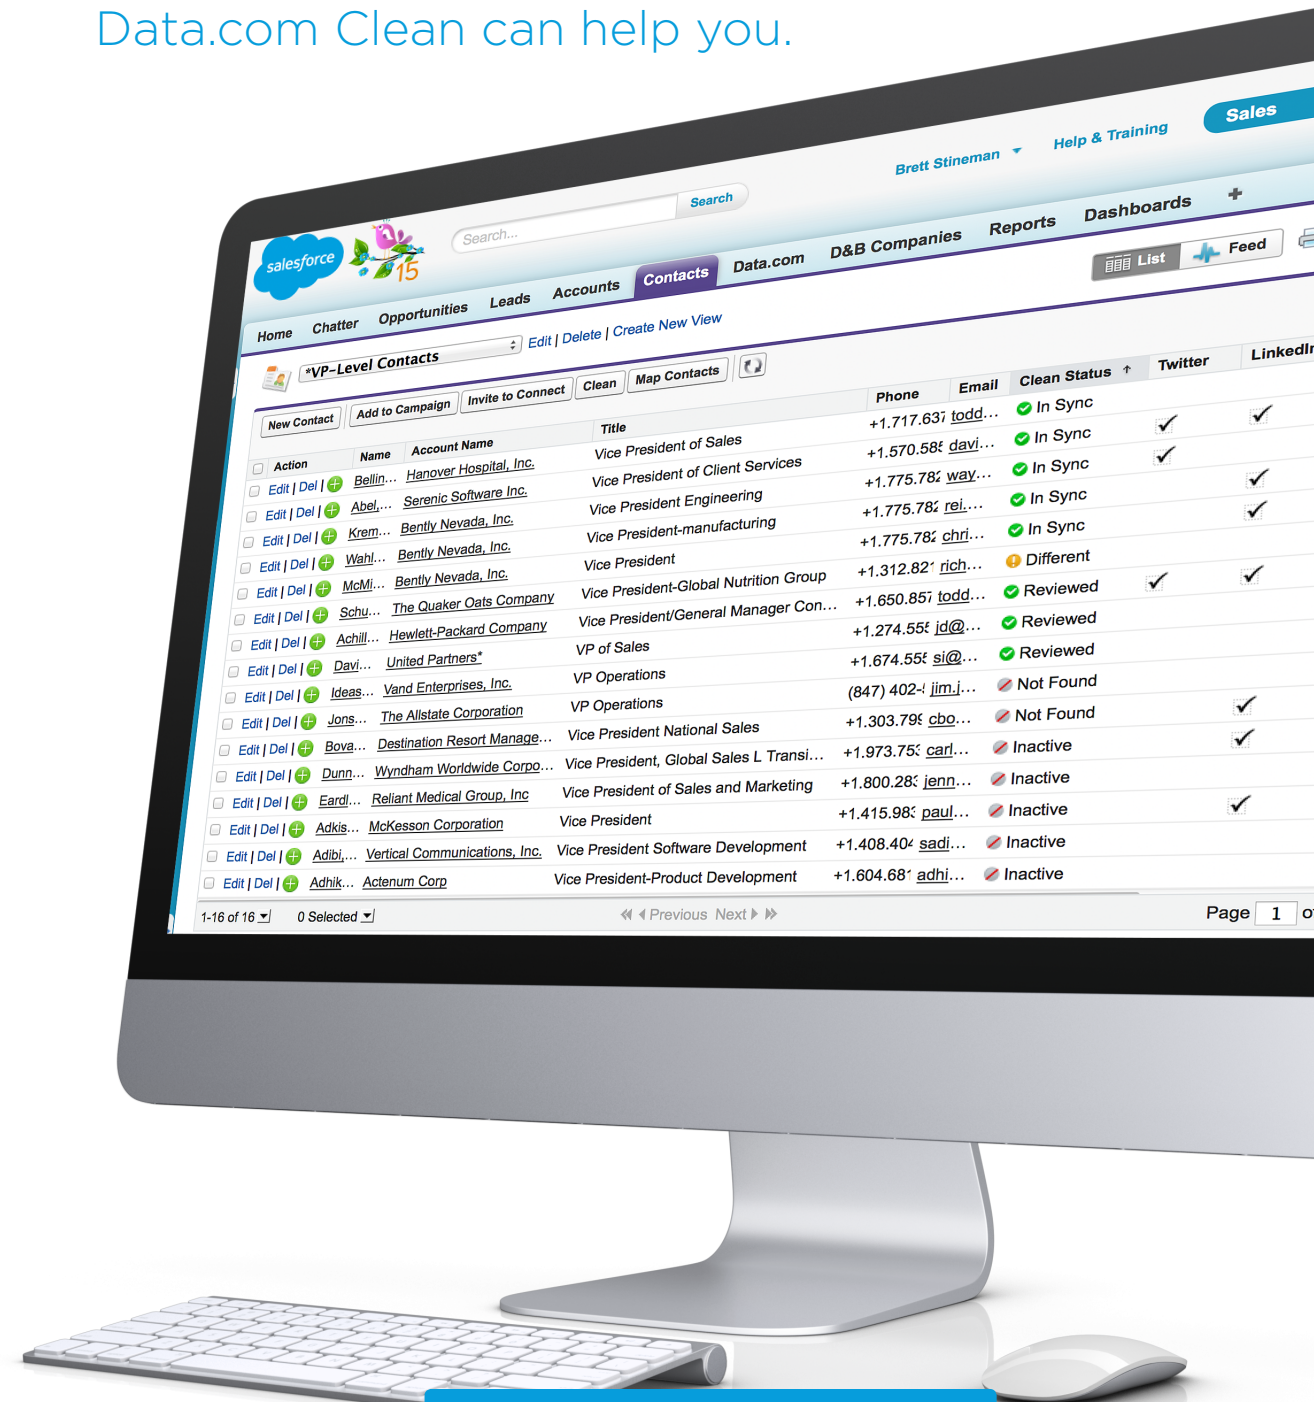 Data.com Clean can help you.
Brett Stineman Help & Training Sales
salesforce 15 Search... Search
Home Chatter Opportunities Leads Accounts Contacts Data.com D&B Companies Reports Dashboards
*VP-Level Contacts Edit | Delete | Create New View List Feed
New Contact Add to Campaign Invite to Connect Clean Map Contacts
Action Name Account Name Title Phone Email Clean Status Twitter LinkedIn
Edit | Del | Bellin... Hanover Hospital, Inc. Vice President of Sales +1.717.637 todd... In Sync
Edit | Del | Abel,... Serenic Software Inc. Vice President of Client Services +1.570.585 davi... In Sync
Edit | Del | Krem... Bently Nevada, Inc. Vice President Engineering +1.775.782 way... In Sync
Edit | Del | Wahl... Bently Nevada, Inc. Vice President-manufacturing +1.775.782 rei.... In Sync
Edit | Del | McMi... Bently Nevada, Inc. Vice President +1.775.782 chri... In Sync
Edit | Del | Schu... The Quaker Oats Company Vice President-Global Nutrition Group +1.312.821 rich... Different
Edit | Del | Achill... Hewlett-Packard Company Vice President/General Manager Con... +1.650.857 todd... Reviewed
Edit | Del | Davi... United Partners* VP of Sales +1.274.555 jd@... Reviewed
Edit | Del | Ideas... Vand Enterprises, Inc. VP Operations +1.674.555 si@... Reviewed
Edit | Del | Jons... The Allstate Corporation VP Operations (847) 402- jim.j... Not Found
Edit | Del | Bova... Destination Resort Manage... Vice President National Sales +1.303.799 cbo... Not Found
Edit | Del | Dunn... Wyndham Worldwide Corpo... Vice President, Global Sales L Transi... +1.973.753 carl... Inactive
Edit | Del | Eardl... Reliant Medical Group, Inc Vice President of Sales and Marketing +1.800.283 jenn... Inactive
Edit | Del | Adkis... McKesson Corporation Vice President +1.415.983 paul... Inactive
Edit | Del | Adibi,... Vertical Communications, Inc. Vice President Software Development +1.408.404 sadi... Inactive
Edit | Del | Adhik... Actenum Corp Vice President-Product Development +1.604.681 adhi... Inactive
1-16 of 16 0 Selected Previous Next Page 1